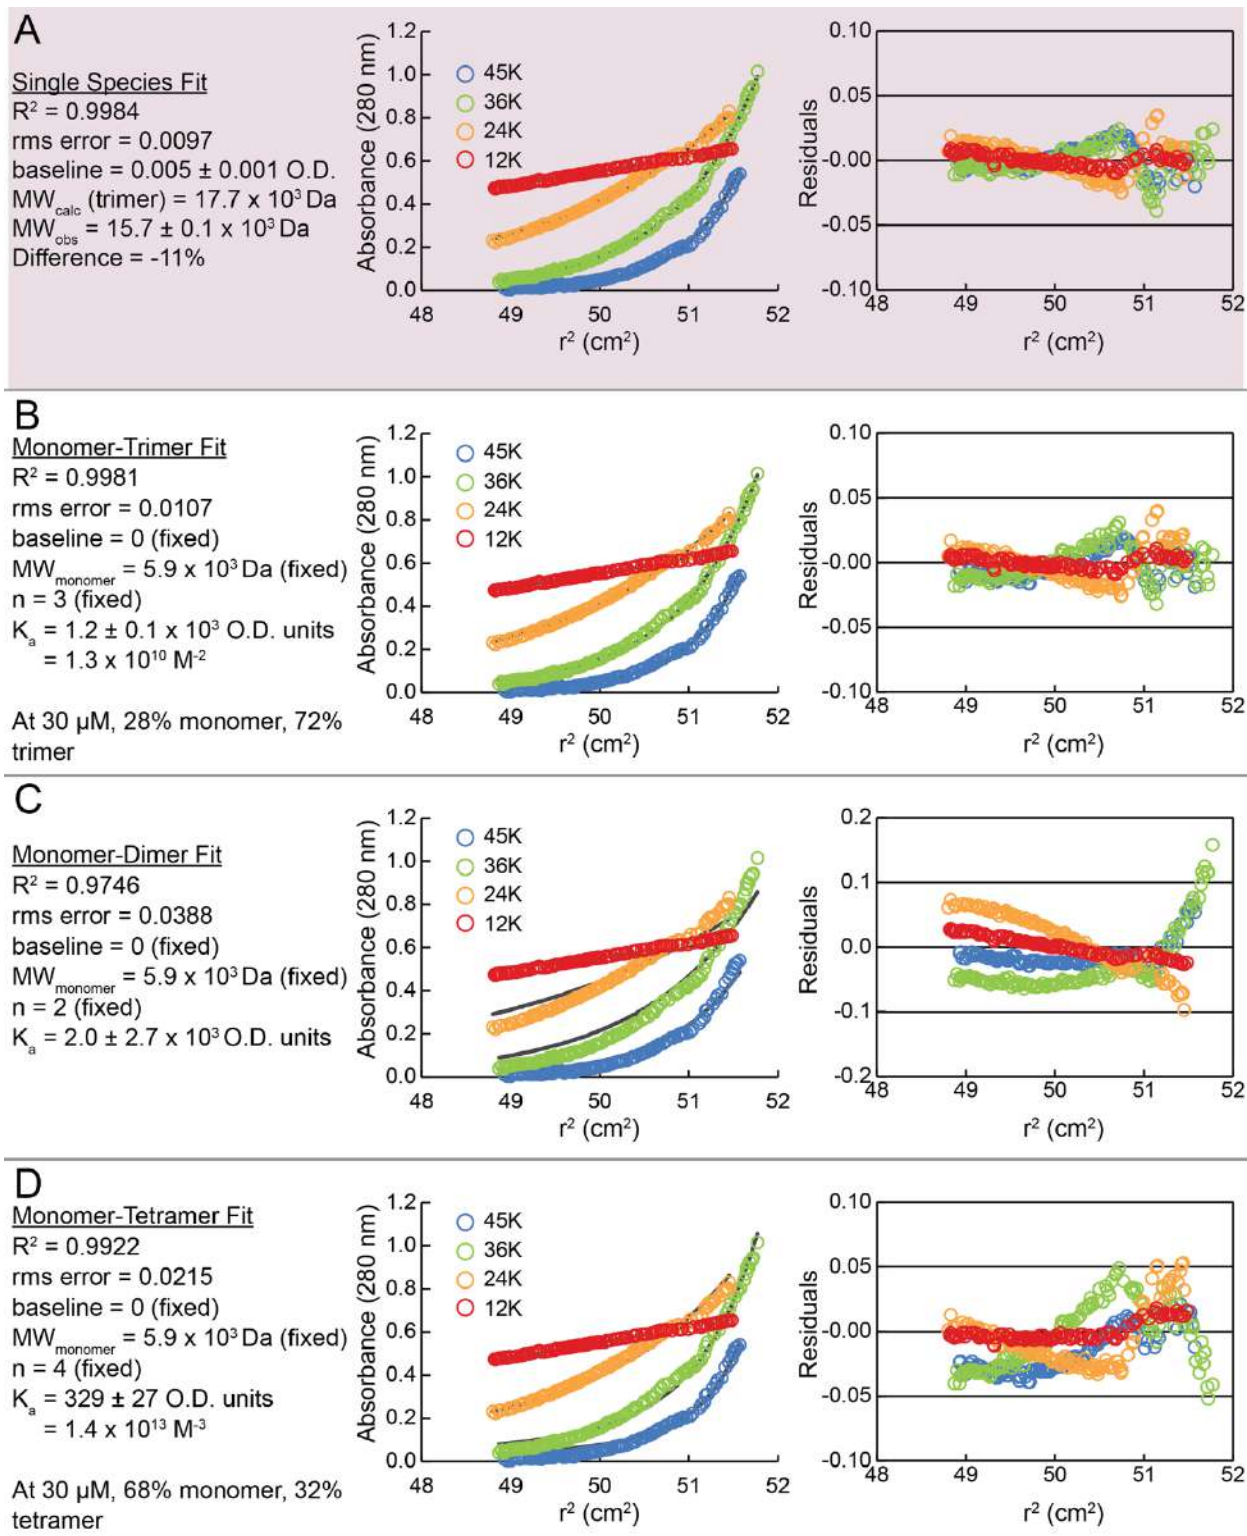 A
Single Species Fit
R² = 0.9984
rms error = 0.0097
baseline = 0.005 ± 0.001 O.D.
MWcalc (trimer) = 17.7 x 10³ Da
MWobs = 15.7 ± 0.1 x 10³ Da
Difference = -11%
Absorbance (280 nm)
1.2
1.0
0.8
0.6
0.4
0.2
0.0
45K
36K
24K
12K
48 49 50 51 52
r² (cm²)
Residuals
0.10
0.05
-0.00
-0.05
-0.10
48 49 50 51 52
r² (cm²)
B
Monomer-Trimer Fit
R² = 0.9981
rms error = 0.0107
baseline = 0 (fixed)
MWmonomer = 5.9 x 10³ Da (fixed)
n = 3 (fixed)
Ka = 1.2 ± 0.1 x 10³ O.D. units
= 1.3 x 10¹⁰ M⁻²
At 30 µM, 28% monomer, 72%
trimer
Absorbance (280 nm)
1.2
1.0
0.8
0.6
0.4
0.2
0.0
45K
36K
24K
12K
48 49 50 51 52
r² (cm²)
Residuals
0.10
0.05
-0.00
-0.05
-0.10
48 49 50 51 52
r² (cm²)
C
Monomer-Dimer Fit
R² = 0.9746
rms error = 0.0388
baseline = 0 (fixed)
MWmonomer = 5.9 x 10³ Da (fixed)
n = 2 (fixed)
Ka = 2.0 ± 2.7 x 10³ O.D. units
Absorbance (280 nm)
1.2
1.0
0.8
0.6
0.4
0.2
0.0
45K
36K
24K
12K
48 49 50 51 52
r² (cm²)
Residuals
0.2
0.1
0.0
-0.1
-0.2
48 49 50 51 52
r² (cm²)
D
Monomer-Tetramer Fit
R² = 0.9922
rms error = 0.0215
baseline = 0 (fixed)
MWmonomer = 5.9 x 10³ Da (fixed)
n = 4 (fixed)
Ka = 329 ± 27 O.D. units
= 1.4 x 10¹³ M⁻³
At 30 µM, 68% monomer, 32%
tetramer
Absorbance (280 nm)
1.2
1.0
0.8
0.6
0.4
0.2
0.0
45K
36K
24K
12K
48 49 50 51 52
r² (cm²)
Residuals
0.10
0.05
-0.00
-0.05
-0.10
48 49 50 51 52
r² (cm²)